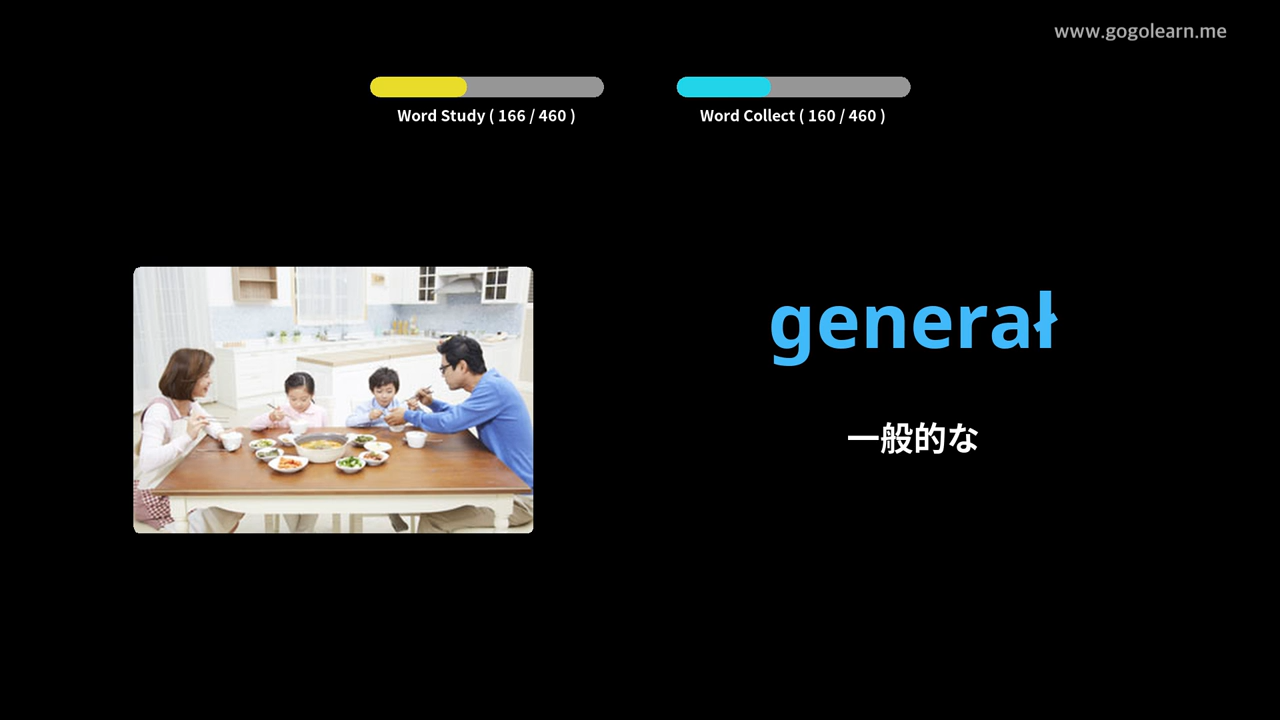 www.gogolearn.me
Word Study ( 166 / 460 )
Word Collect ( 160 / 460 )
generał
一般的な